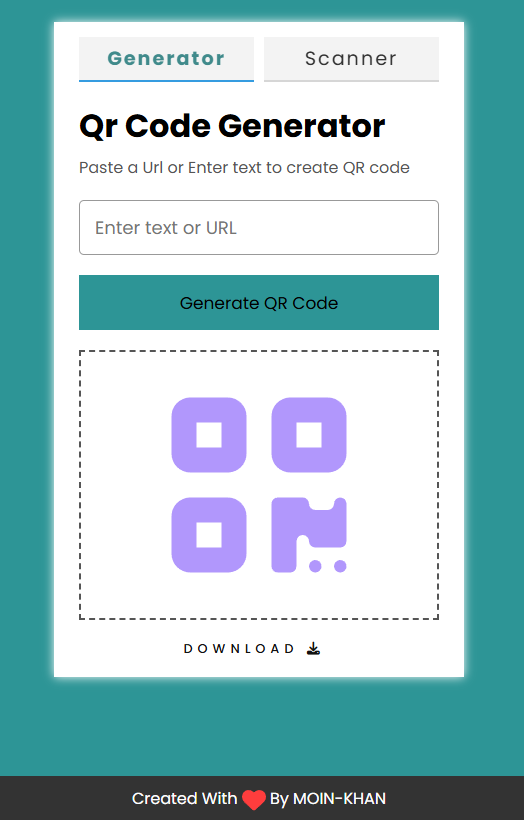 Generator Scanner
Qr Code Generator
Paste a Url or Enter text to create QR code
Enter text or URL
Generate QR Code
DOWNLOAD
Created With By MOIN-KHAN